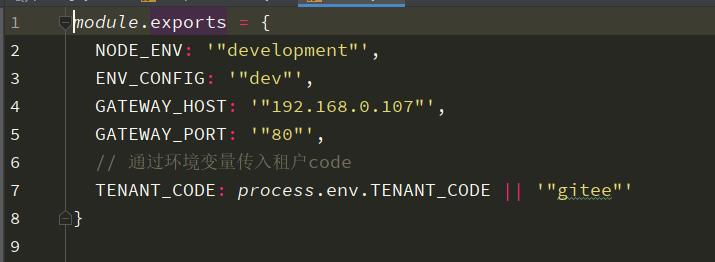 1 module.exports = {
2 NODE_ENV: '"development"',
3 ENV_CONFIG: '"dev"',
4 GATEWAY_HOST: '"192.168.0.107"',
5 GATEWAY_PORT: '"80"',
6 // 通过环境变量传入租户code
7 TENANT_CODE: process.env.TENANT_CODE || '"gitee"'
8 }
9